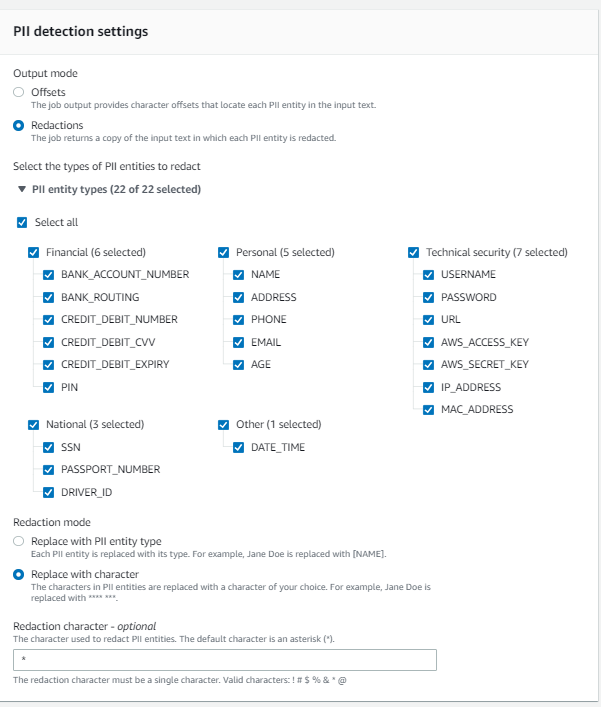 PII detection settings
Output mode
Offsets
The job output provides character offsets that locate each PII entity in the input text.
Redactions
The job returns a copy of the input text in which each PII entity is redacted.
Select the types of PII entities to redact
PII entity types (22 of 22 selected)
Select all
Financial (6 selected)
BANK_ACCOUNT_NUMBER
BANK_ROUTING
CREDIT_DEBIT_NUMBER
CREDIT_DEBIT_CVV
CREDIT_DEBIT_EXPIRY
PIN
Personal (5 selected)
NAME
ADDRESS
PHONE
EMAIL
AGE
Technical security (7 selected)
USERNAME
PASSWORD
URL
AWS_ACCESS_KEY
AWS_SECRET_KEY
IP_ADDRESS
MAC_ADDRESS
National (3 selected)
SSN
PASSPORT_NUMBER
DRIVER_ID
Other (1 selected)
DATE_TIME
Redaction mode
Replace with PII entity type
Each PII entity is replaced with its type. For example, Jane Doe is replaced with [NAME].
Replace with character
The characters in PII entities are replaced with a character of your choice. For example, Jane Doe is
replaced with **** ***.
Redaction character - optional
The character used to redact PII entities. The default character is an asterisk (*).
*
The redaction character must be a single character. Valid characters: ! # $ % & * @